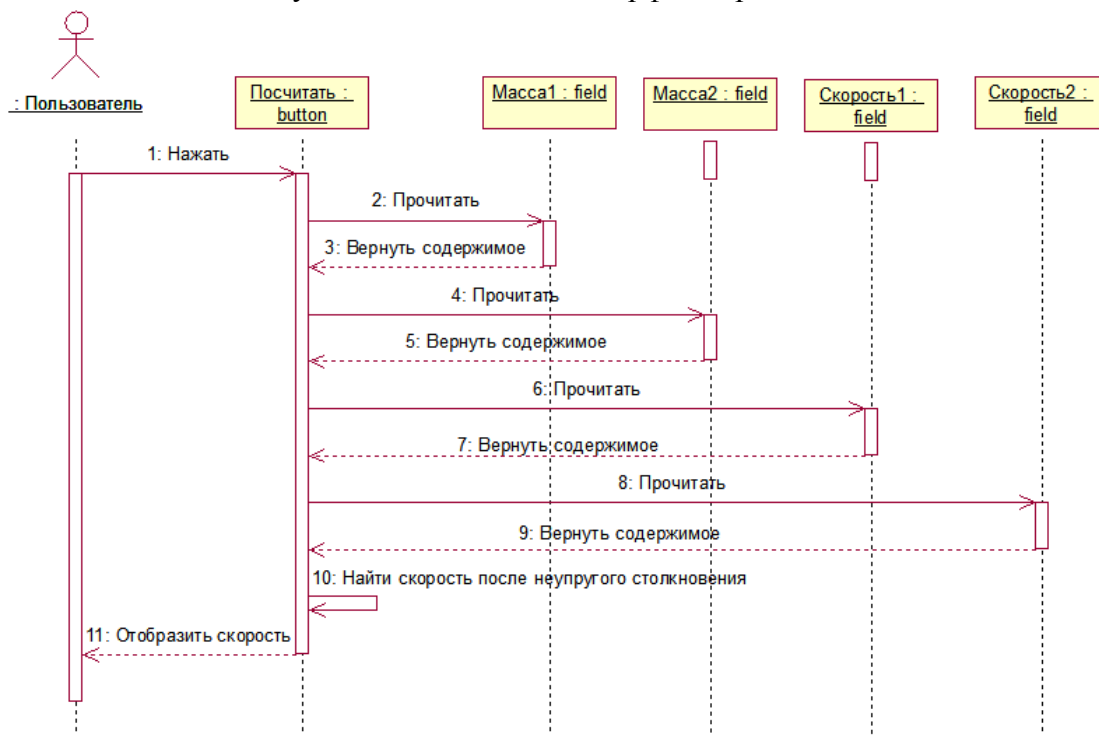 _: Пользователь
Посчитать :
button
Масса1 : field
Масса2 : field
Скорость1 :
field
Скорость2 :
field
1: Нажать
2: Прочитать
3: Вернуть содержимое
4: Прочитать
5: Вернуть содержимое
6: Прочитать
7: Вернуть содержимое
8: Прочитать
9: Вернуть содержимое
10: Найти скорость после неупругого столкновения
11: Отобразить скорость